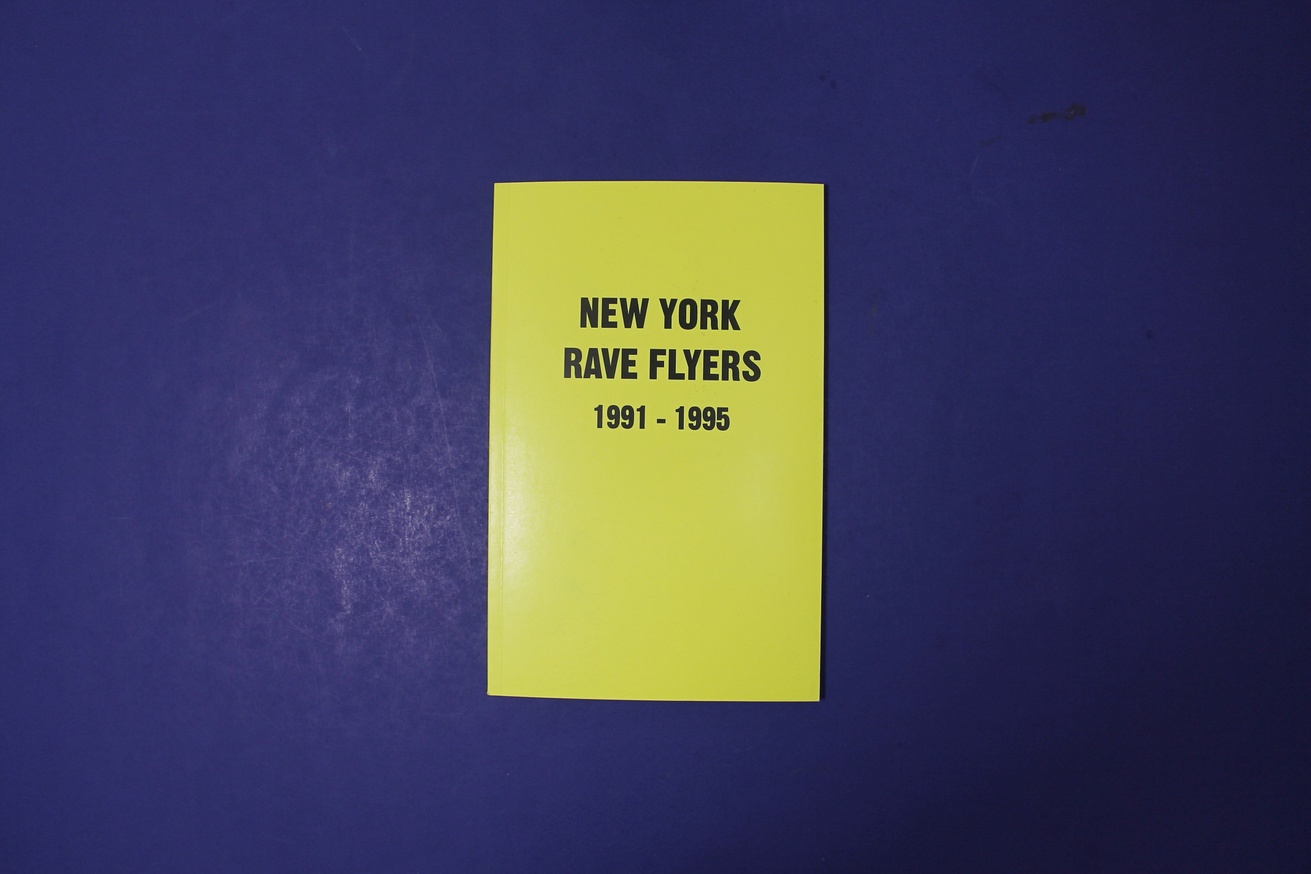 NEW YORK
RAVE FLYERS
1991 - 1995